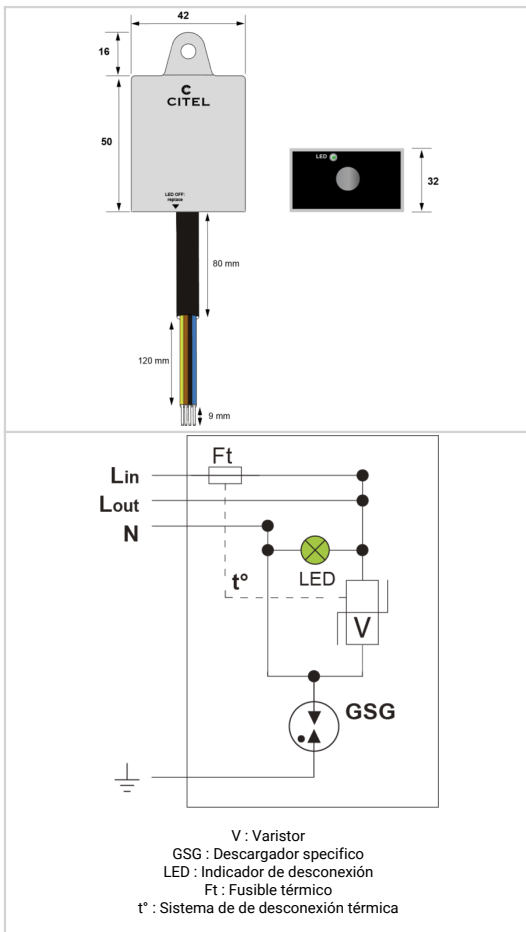 42
16
C
CITEL
50
LED OFF:
replace
LED
32
80 mm
120 mm
9 mm
Ft
Lin
Lout
N
LED
t°
V
GSG
V : Varistor
GSG : Descargador specifico
LED : Indicador de desconexión
Ft : Fusible térmico
t° : Sistema de de desconexión térmica